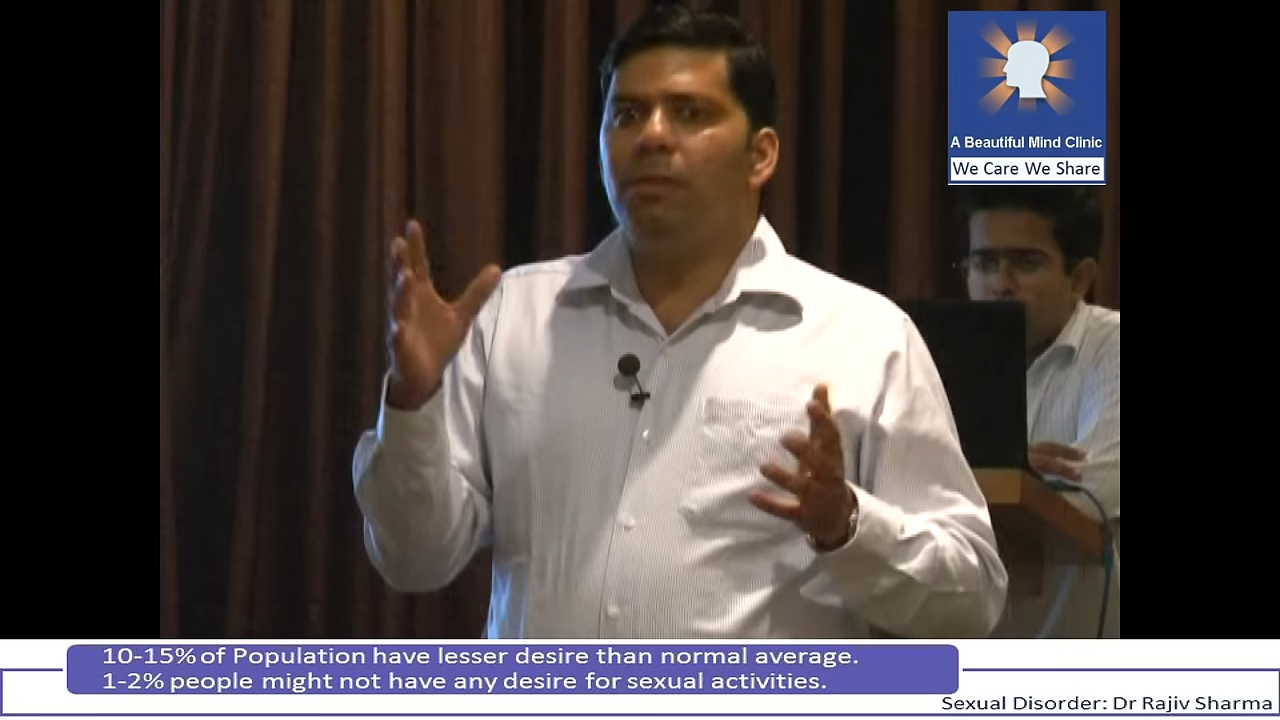 A Beautiful Mind Clinic
We Care We Share
10-15% of Population have lesser desire than normal average.
1-2% people might not have any desire for sexual activities.
Sexual Disorder: Dr Rajiv Sharma